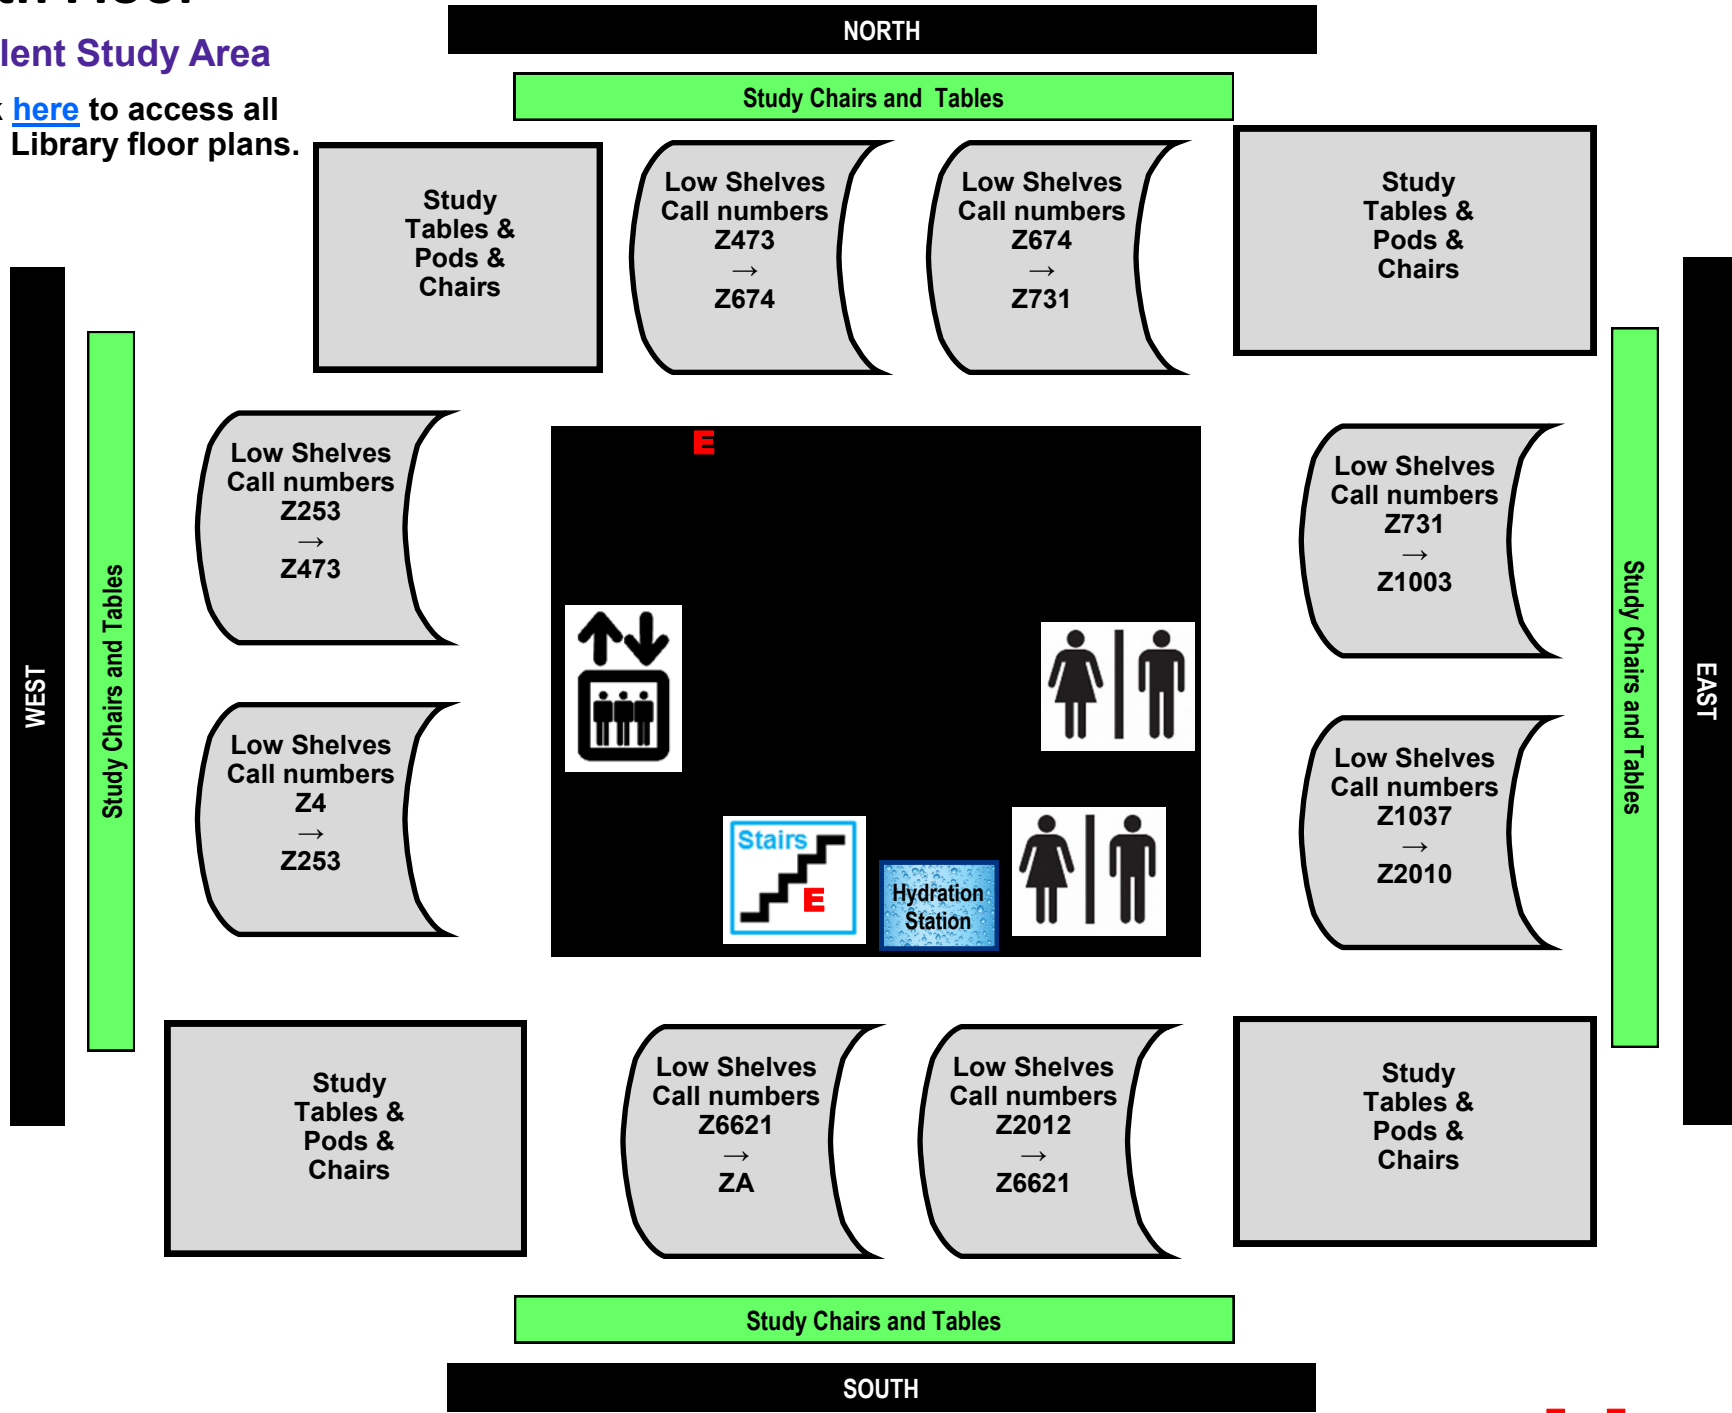 Floor
Study Area
here to access all
Library floor plans.
NORTH
Study Chairs and Tables
Study
Tables &
Pods &
Chairs
Low Shelves
Call numbers
Z473
→
Z674
Low Shelves
Call numbers
Z674
→
Z731
Study
Tables &
Pods &
Chairs
WEST
Study Chairs and Tables
Low Shelves
Call numbers
Z253
→
Z473
E
Low Shelves
Call numbers
Z731
→
Z1003
Study Chairs and Tables
EAST
Low Shelves
Call numbers
Z4
→
Z253
Stairs
E
Hydration
Station
Low Shelves
Call numbers
Z1037
→
Z2010
Study
Tables &
Pods &
Chairs
Low Shelves
Call numbers
Z6621
→
ZA
Low Shelves
Call numbers
Z2012
→
Z6621
Study
Tables &
Pods &
Chairs
Study Chairs and Tables
SOUTH